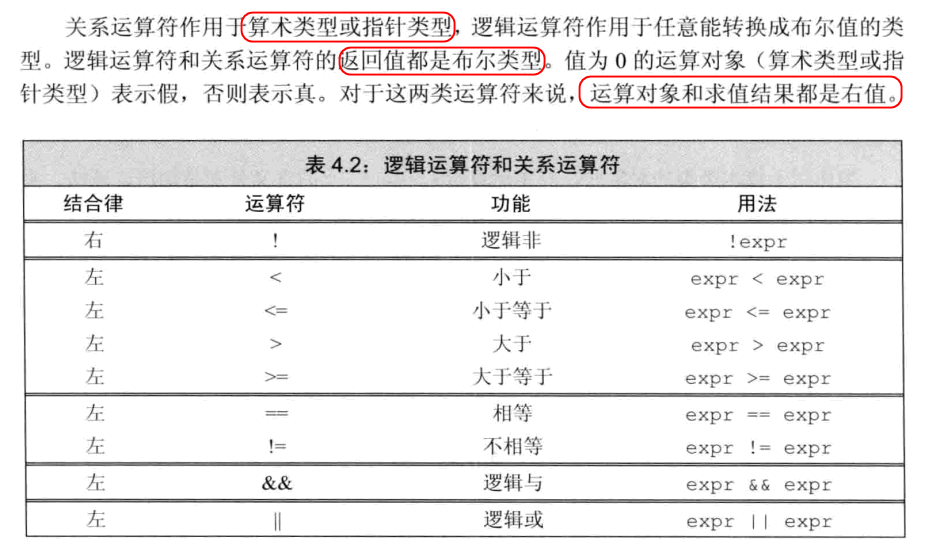 关系运算符作用于算术类型或指针类型，逻辑运算符作用于任意能转换成布尔值的类
型。逻辑运算符和关系运算符的返回值都是布尔类型。值为 0 的运算对象（算术类型或指
针类型）表示假，否则表示真。对于这两类运算符来说，运算对象和求值结果都是右值。
表 4.2：逻辑运算符和关系运算符
结合律 运算符 功能 用法
右 ! 逻辑非 !expr
左 < 小于 expr < expr
左 <= 小于等于 expr <= expr
左 > 大于 expr > expr
左 >= 大于等于 expr >= expr
左 == 相等 expr == expr
左 != 不相等 expr != expr
左 && 逻辑与 expr && expr
左 || 逻辑或 expr || expr